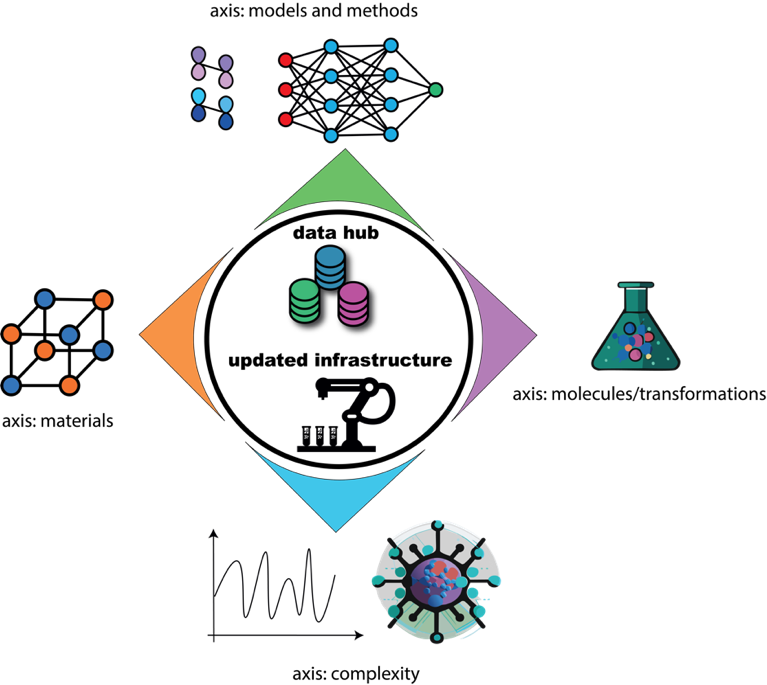 axis: models and methods
data hub
updated infrastructure
axis: materials
axis: molecules/transformations
axis: complexity